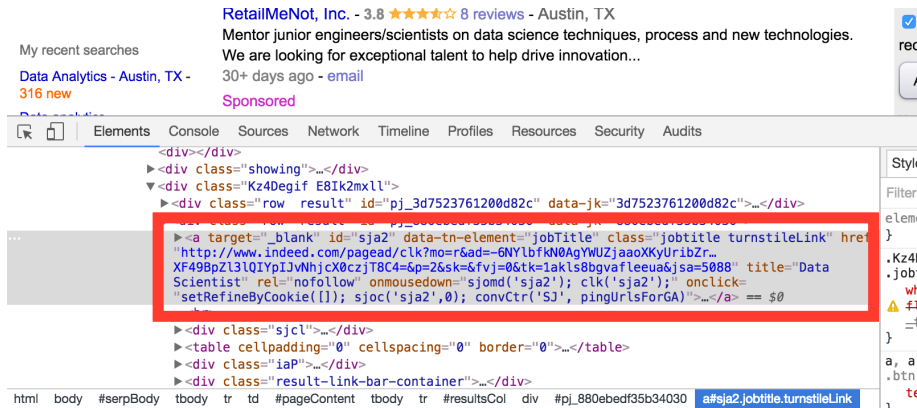 RetailMeNot, Inc. - 3.8 8 reviews - Austin, TX
Mentor junior engineers/scientists on data science techniques, process and new technologies.
We are looking for exceptional talent to help drive innovation...
30+ days ago - email
Sponsored
My recent searches
Data Analytics - Austin, TX -
316 new
Elements Console Sources Network Timeline Profiles Resources Security Audits
<div></div>
▶<div class="showing">…</div>
▼<div class="Kz4Degif E8Ik2mxll">
▶<div class="row  result" id="pj_3d7523761200d82c" data-jk="3d7523761200d82c">…</div>
▶<a target="_blank" id="sja2" data-tn-element="jobTitle" class="jobtitle turnstileLink" href
"http://www.indeed.com/pagead/clk?mo=r&ad=-6NYlbfkN0AgYWUZjaaoXKyUribZr…
XF49BpZl3lQIYpIJvNhjcX0czjT8C4=&p=2&sk=&fvj=0&tk=1akls8bgvafleeua&jsa=5088" title="Data
Scientist" rel="nofollow" onmousedown="sjomd('sja2'); clk('sja2');" onclick=
"setRefineByCookie([]); sjoc('sja2',0); convCtr('SJ', pingUrlsForGA)">…</a> == $0
▶<div class="sjcl">…</div>
▶<table cellpadding="0" cellspacing="0" border="0">…</table>
▶<div class="iaP">…</div>
▶<div class="result-link-bar-container">…</div>
html body #serpBody tbody tr td #pageContent tbody tr #resultsCol div #pj_880ebedf35b34030 a#sja2.jobtitle.turnstileLink
Style
Filter
eleme
}
.Kz4
.job
wh
}
a, a
.btn